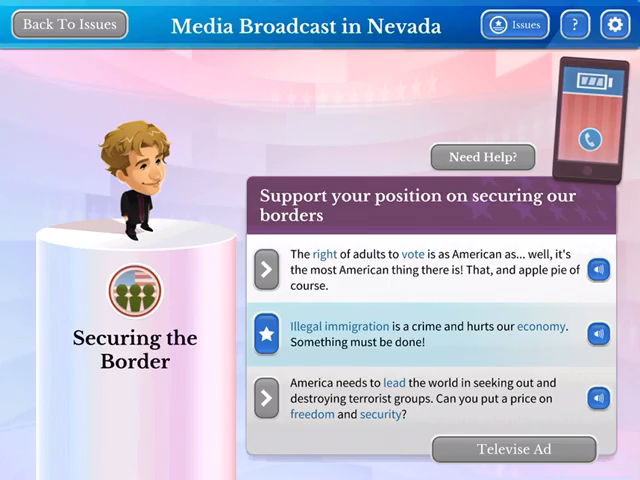 Back To Issues
Media Broadcast in Nevada
Issues
?
Need Help?
Support your position on securing our
borders
The right of adults to vote is as American as... well, it's
the most American thing there is! That, and apple pie of
course.
Illegal immigration is a crime and hurts our economy.
Something must be done!
America needs to lead the world in seeking out and
destroying terrorist groups. Can you put a price on
freedom and security?
Securing the
Border
Televise Ad